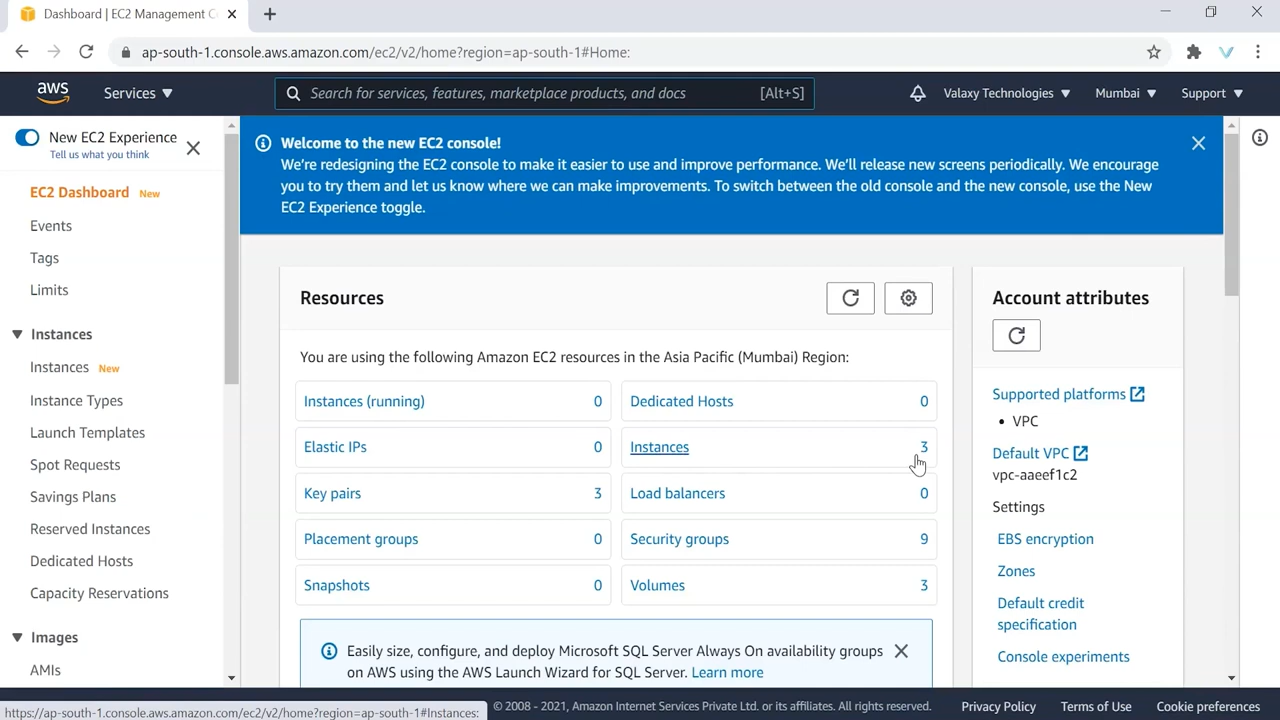 Dashboard | EC2 Management C
ap-south-1.console.aws.amazon.com/ec2/v2/home?region=ap-south-1#Home:
aws
Services
Search for services, features, marketplace products, and docs
[Alt+S]
Valaxy Technologies
Mumbai
Support
New EC2 Experience
Tell us what you think
EC2 Dashboard New
Events
Tags
Limits
Instances
Instances New
Instance Types
Launch Templates
Spot Requests
Savings Plans
Reserved Instances
Dedicated Hosts
Capacity Reservations
Images
AMIs
Welcome to the new EC2 console!
We're redesigning the EC2 console to make it easier to use and improve performance. We'll release new screens periodically. We encourage
you to try them and let us know where we can make improvements. To switch between the old console and the new console, use the New
EC2 Experience toggle.
Resources
You are using the following Amazon EC2 resources in the Asia Pacific (Mumbai) Region:
Instances (running) 0
Dedicated Hosts 0
Elastic IPs 0
Instances 3
Key pairs 3
Load balancers 0
Placement groups 0
Security groups 9
Snapshots 0
Volumes 3
Easily size, configure, and deploy Microsoft SQL Server Always On availability groups
on AWS using the AWS Launch Wizard for SQL Server. Learn more
Account attributes
Supported platforms
• VPC
Default VPC
vpc-aaeef1c2
Settings
EBS encryption
Zones
Default credit
specification
Console experiments
https://ap-south-1.console.aws.amazon.com/ec2/v2/home?region=ap-south-1#Instances:
© 2008 - 2021, Amazon Internet Services Private Ltd. or its affiliates. All rights reserved.
Privacy Policy
Terms of Use
Cookie preferences